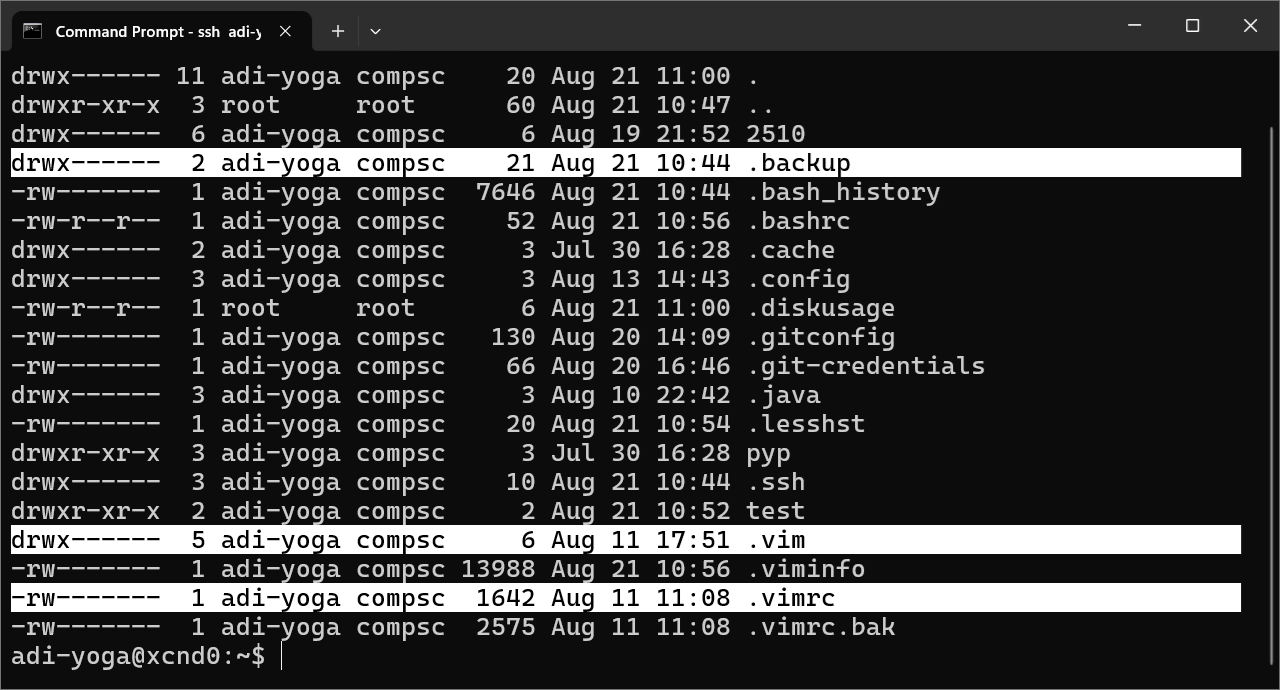 Command Prompt - ssh adi-y
drwx------ 11 adi-yoga compsc    20 Aug 21 11:00 .
drwxr-xr-x  3 root     root      60 Aug 21 10:47 ..
drwx------  6 adi-yoga compsc     6 Aug 19 21:52 2510
drwx------  2 adi-yoga compsc    21 Aug 21 10:44 .backup
-rw-------  1 adi-yoga compsc  7646 Aug 21 10:44 .bash_history
-rw-r--r--  1 adi-yoga compsc    52 Aug 21 10:56 .bashrc
drwx------  2 adi-yoga compsc     3 Jul 30 16:28 .cache
drwx------  3 adi-yoga compsc     3 Aug 13 14:43 .config
-rw-r--r--  1 root     root       6 Aug 21 11:00 .diskusage
-rw-------  1 adi-yoga compsc   130 Aug 20 14:09 .gitconfig
-rw-------  1 adi-yoga compsc    66 Aug 20 16:46 .git-credentials
drwx------  3 adi-yoga compsc     3 Aug 10 22:42 .java
-rw-------  1 adi-yoga compsc    20 Aug 21 10:54 .lesshst
drwxr-xr-x  3 adi-yoga compsc     3 Jul 30 16:28 pyp
drwx------  3 adi-yoga compsc    10 Aug 21 10:44 .ssh
drwxr-xr-x  2 adi-yoga compsc     2 Aug 21 10:52 test
drwx------  5 adi-yoga compsc     6 Aug 11 17:51 .vim
-rw-------  1 adi-yoga compsc 13988 Aug 21 10:56 .viminfo
-rw-------  1 adi-yoga compsc  1642 Aug 11 11:08 .vimrc
-rw-------  1 adi-yoga compsc  2575 Aug 11 11:08 .vimrc.bak
adi-yoga@xcnd0:~$